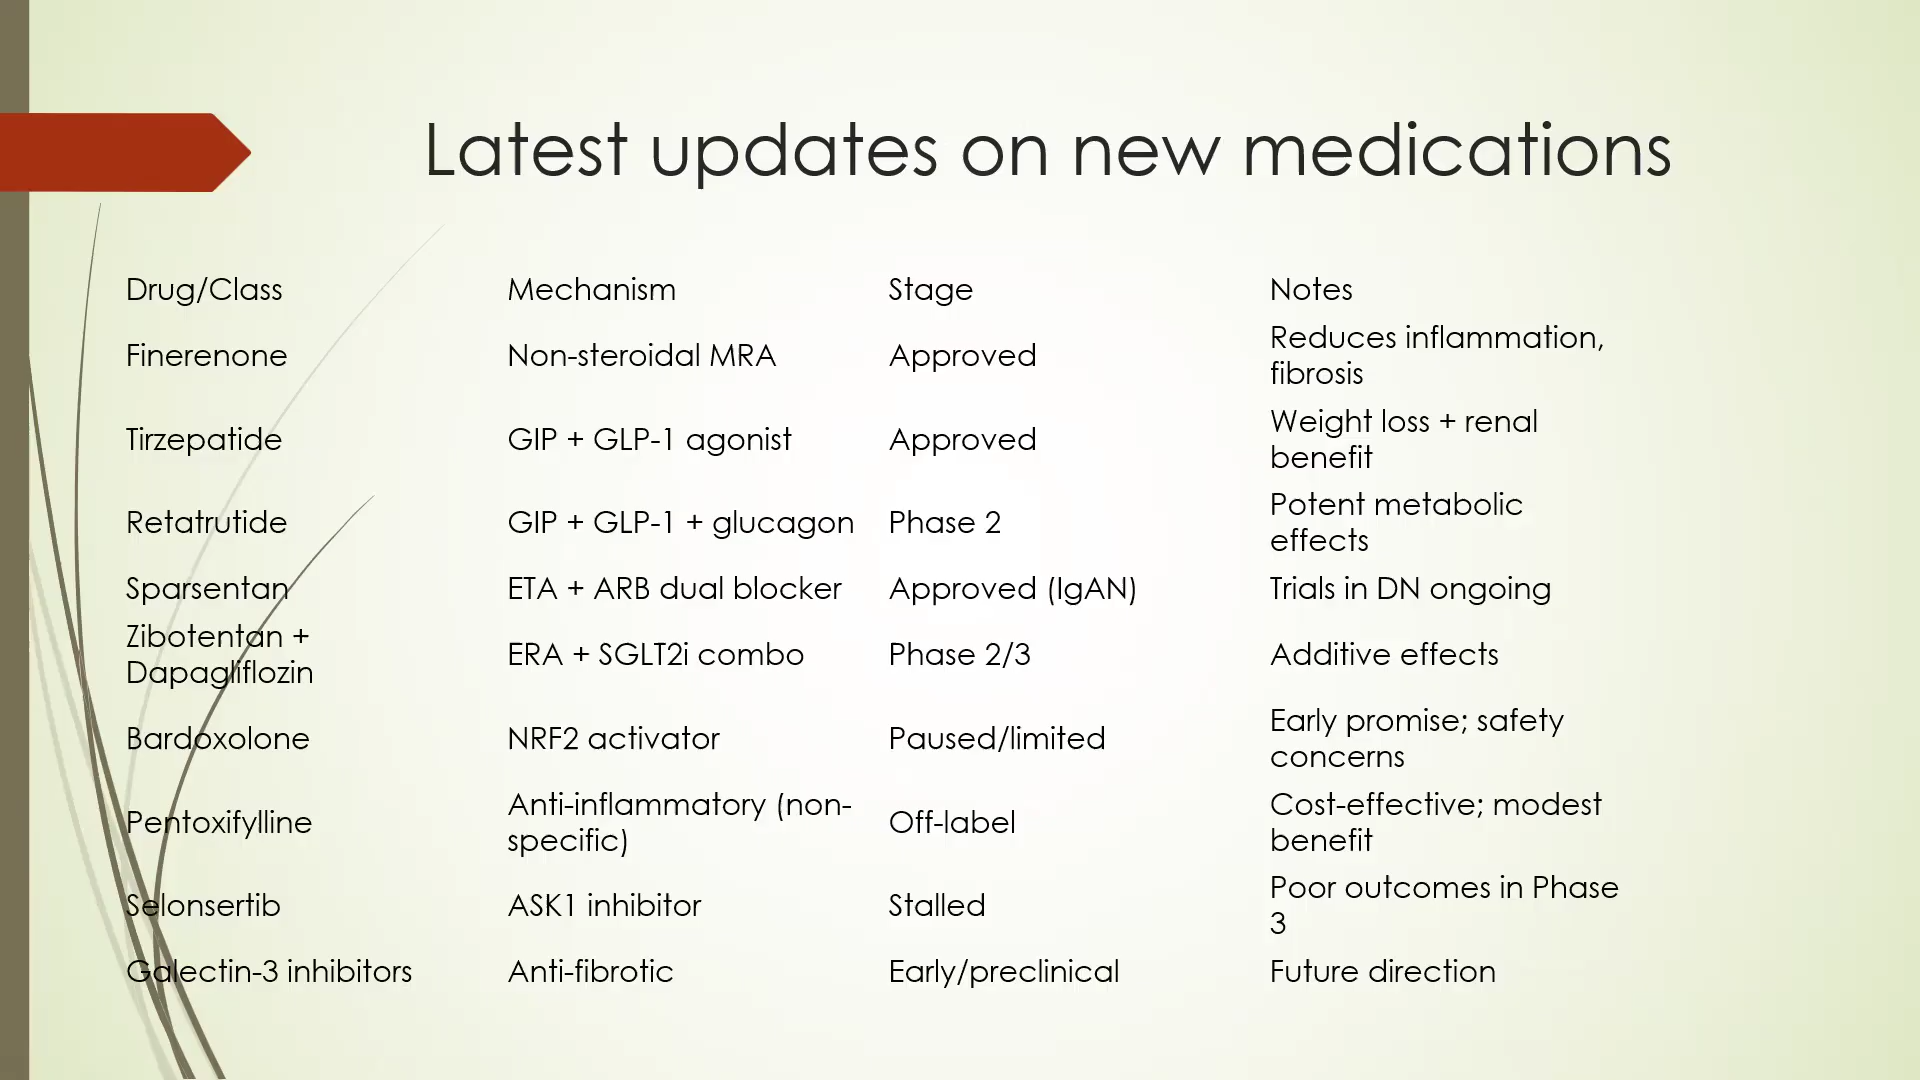 Latest updates on new medications
Drug/Class Mechanism Stage Notes
Finerenone Non-steroidal MRA Approved Reduces inflammation,
fibrosis
Tirzepatide GIP + GLP-1 agonist Approved Weight loss + renal
benefit
Retatrutide GIP + GLP-1 + glucagon Phase 2 Potent metabolic
effects
Sparsentan ETA + ARB dual blocker Approved (IgAN) Trials in DN ongoing
Zibotentan +
Dapagliflozin ERA + SGLT2i combo Phase 2/3 Additive effects
Bardoxolone NRF2 activator Paused/limited Early promise; safety
concerns
Pentoxifylline Anti-inflammatory (non-
specific) Off-label Cost-effective; modest
benefit
Selonsertib ASK1 inhibitor Stalled Poor outcomes in Phase
3
Galectin-3 inhibitors Anti-fibrotic Early/preclinical Future direction